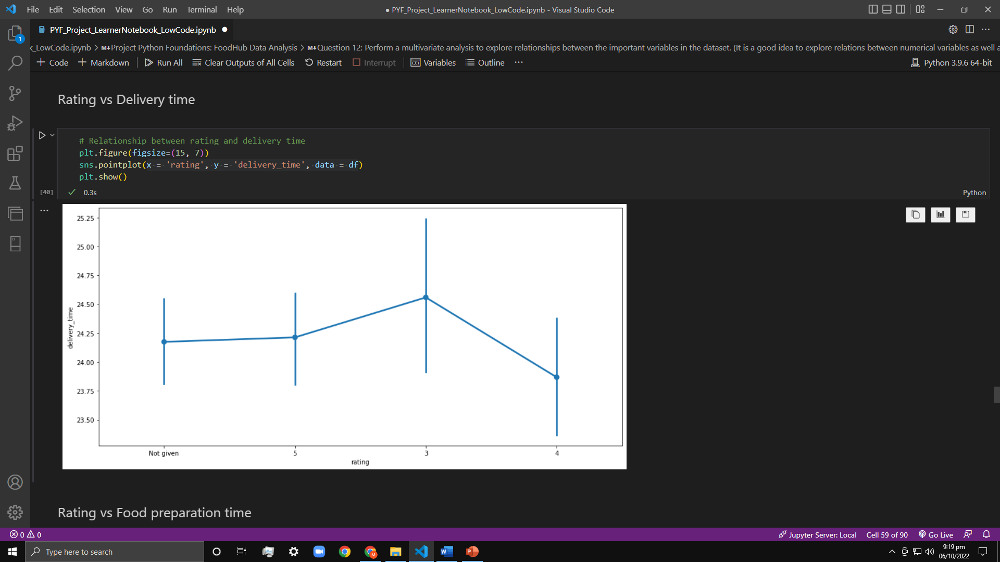 File Edit Selection View Go Run Terminal Help
● PYF_Project_LearnerNotebook_LowCode.ipynb - Visual Studio Code
PYF_Project_LearnerNotebook_LowCode.ipynb ●
k_LowCode.ipynb > M↓Project Python Foundations: FoodHub Data Analysis > M↓Question 12: Perform a multivariate analysis to explore relationships between the important variables in the dataset. (It is a good idea to explore relations between numerical variables as well a
+ Code + Markdown Run All Clear Outputs of All Cells Restart Interrupt Variables Outline ··· Python 3.9.6 64-bit
1
Rating vs Delivery time
# Relationship between rating and delivery time
plt.figure(figsize=(15, 7))
sns.pointplot(x = 'rating', y = 'delivery_time', data = df)
plt.show()
[40] ✓ 0.3s Python
25.25
25.00
24.75
24.50
24.25
24.00
23.75
23.50
delivery_time
Not given 5 3 4
rating
Rating vs Food preparation time
0 0 Jupyter Server: Local Cell 59 of 90 Go Live
Type here to search
9:19 pm
06/10/2022